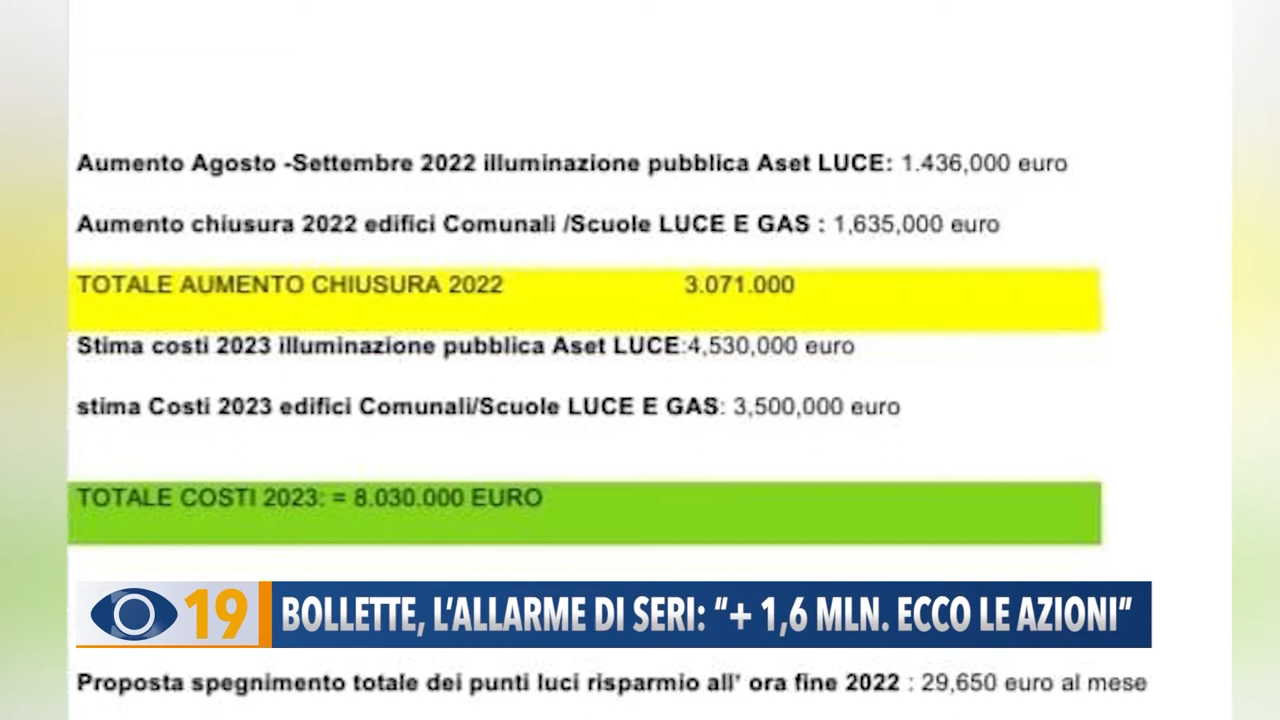 Aumento Agosto -Settembre 2022 illuminazione pubblica Aset LUCE: 1.436,000 euro
Aumento chiusura 2022 edifici Comunali /Scuole LUCE E GAS : 1,635,000 euro
TOTALE AUMENTO CHIUSURA 2022 3.071.000
Stima costi 2023 illuminazione pubblica Aset LUCE:4,530,000 euro
stima Costi 2023 edifici Comunali/Scuole LUCE E GAS: 3,500,000 euro
TOTALE COSTI 2023: = 8.030.000 EURO
19 BOLLETTE, L'ALLARME DI SERI: “+ 1,6 MLN. ECCO LE AZIONI”
Proposta spegnimento totale dei punti luci risparmio all' ora fine 2022 : 29,650 euro al mese